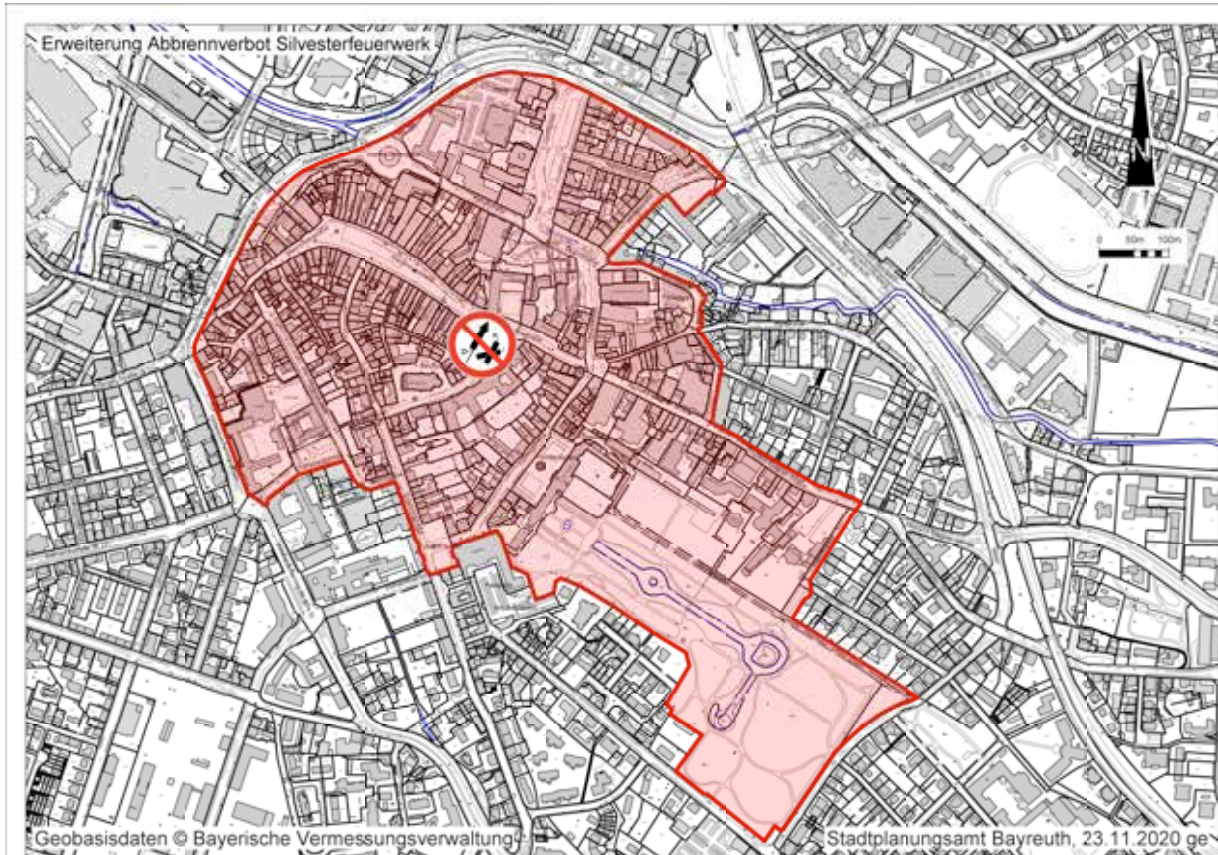 Erweiterung Abbrennverbot Silvesterfeuerwerk
N
0 50m 100m
Geobasisdaten © Bayerische Vermessungsverwaltung
Stadtplanungsamt Bayreuth, 23.11.2020 ge